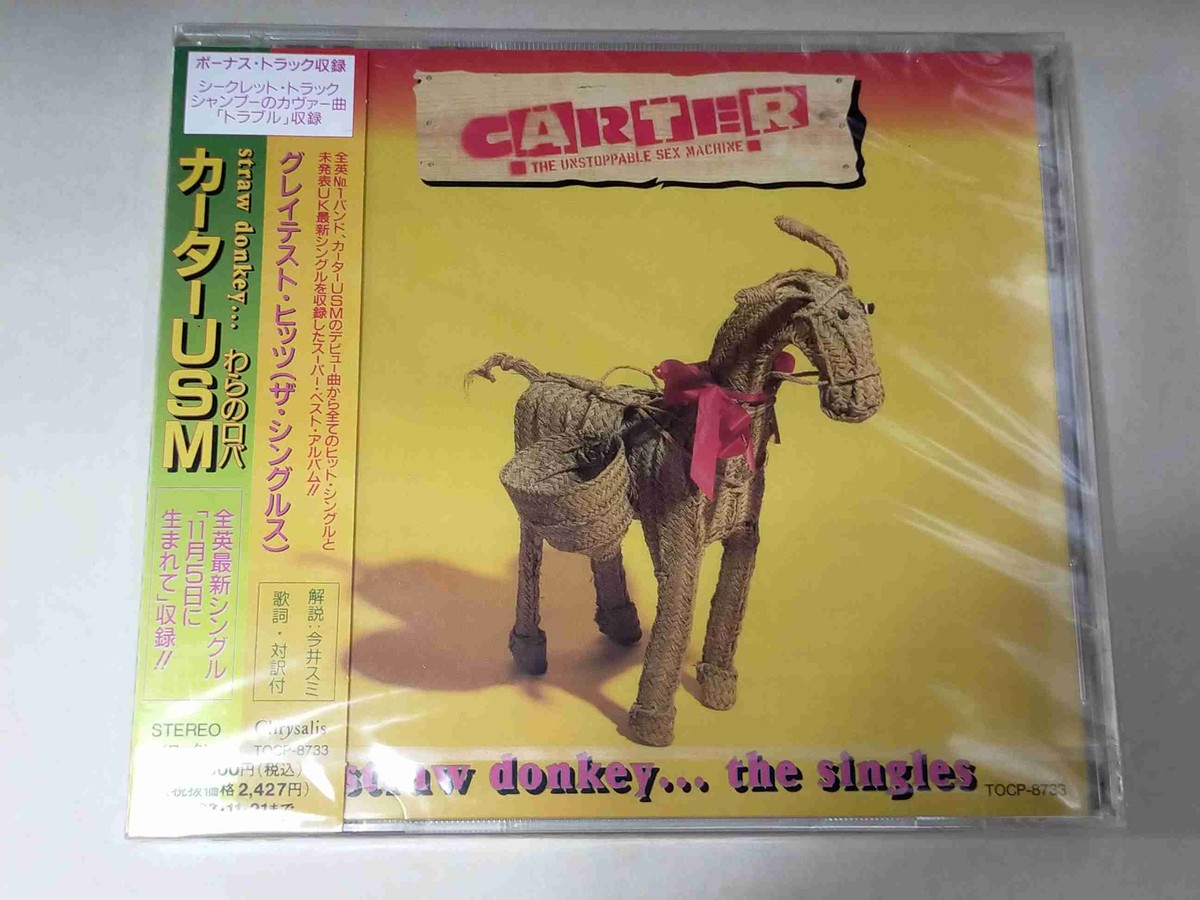 ボーナス・トラック収録
シークレット・トラック
シャンプーのカヴァー曲
「トラブル」収録
全英№1バンド、カーターUSMのデビュー曲から全てのヒット・シングルと
未発表UK最新シングルを収録したスーパー・ベスト・アルバム!!
グレイテスト・ヒッツ(ザ・シングルス)
straw donkey... わらのロバ
カーターUSM
全英最新シングル
「11月5日に
生まれて」収録!!
解説:今井スミ
歌詞・対訳付
STEREO
Chrysalis
TOCP-8733
00円(税込)
(税抜価格2,427円)
11・21まで
CARTER
THE UNSTOPPABLE SEX MACHINE
straw donkey... the singles
TOCP-8733